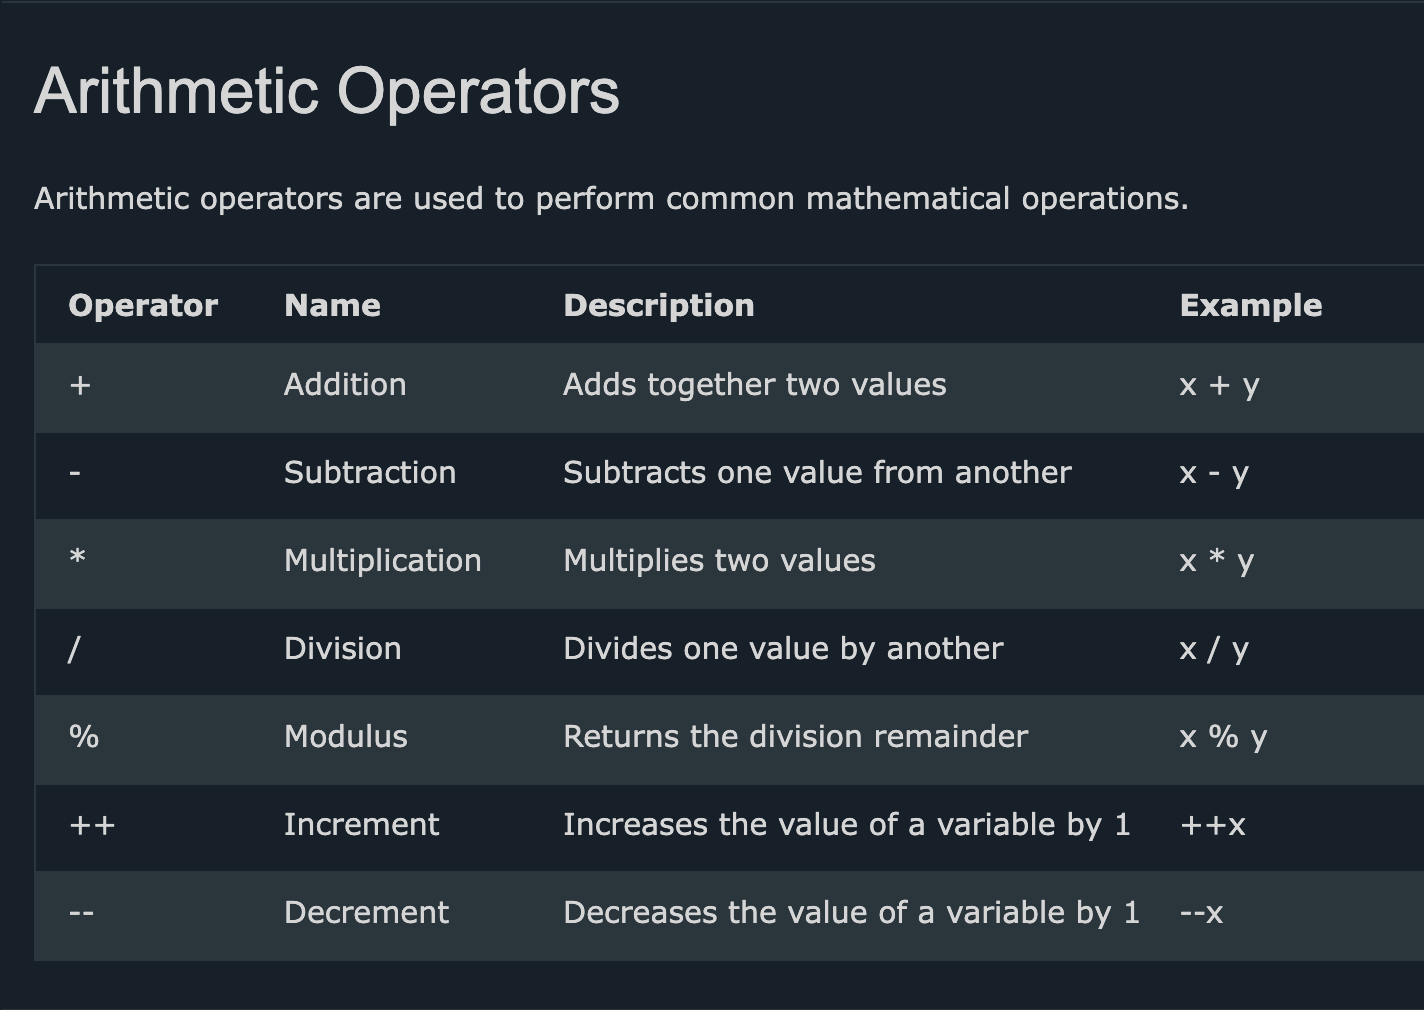 Arithmetic Operators
Arithmetic operators are used to perform common mathematical operations.
Operator Name Description Example
+ Addition Adds together two values x + y
- Subtraction Subtracts one value from another x - y
* Multiplication Multiplies two values x * y
/ Division Divides one value by another x / y
% Modulus Returns the division remainder x % y
++ Increment Increases the value of a variable by 1 ++x
-- Decrement Decreases the value of a variable by 1 --x